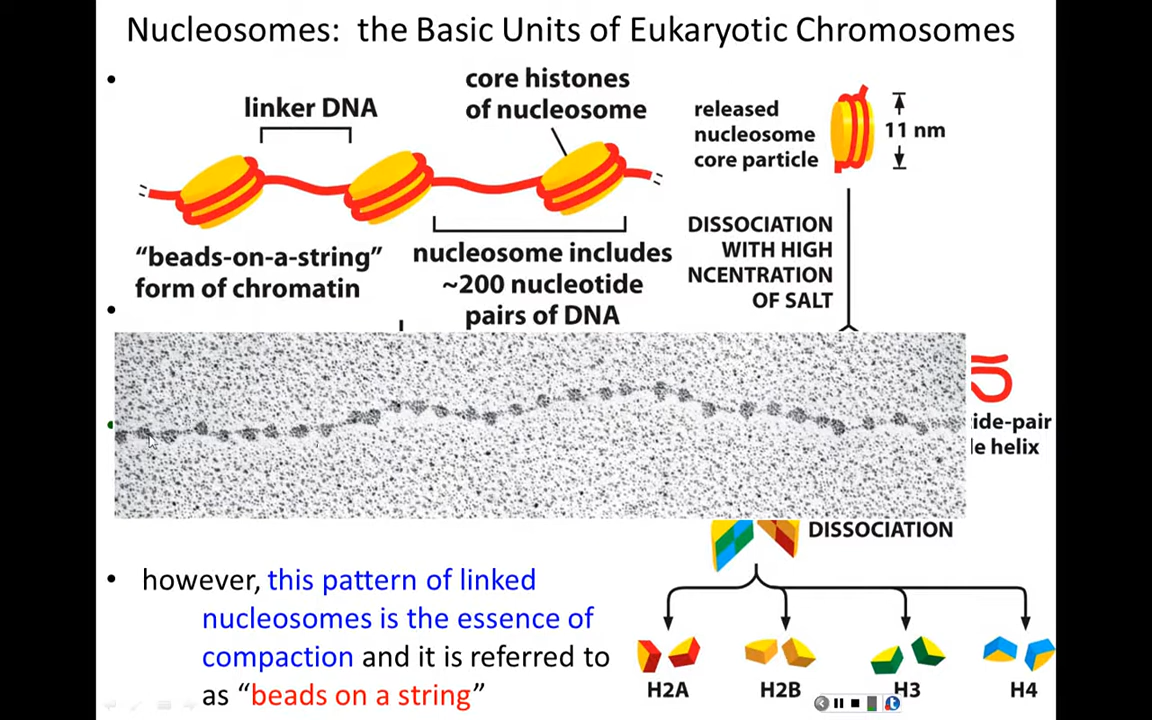 Nucleosomes: the Basic Units of Eukaryotic Chromosomes
linker DNA
core histones
of nucleosome
released
nucleosome
core particle
11 nm
"beads-on-a-string"
form of chromatin
nucleosome includes
~200 nucleotide
pairs of DNA
DISSOCIATION
WITH HIGH
NCENTRATION
OF SALT
ide-pair
le helix
DISSOCIATION
• however, this pattern of linked
nucleosomes is the essence of
compaction and it is referred to
as "beads on a string"
H2A
H2B
H3
H4